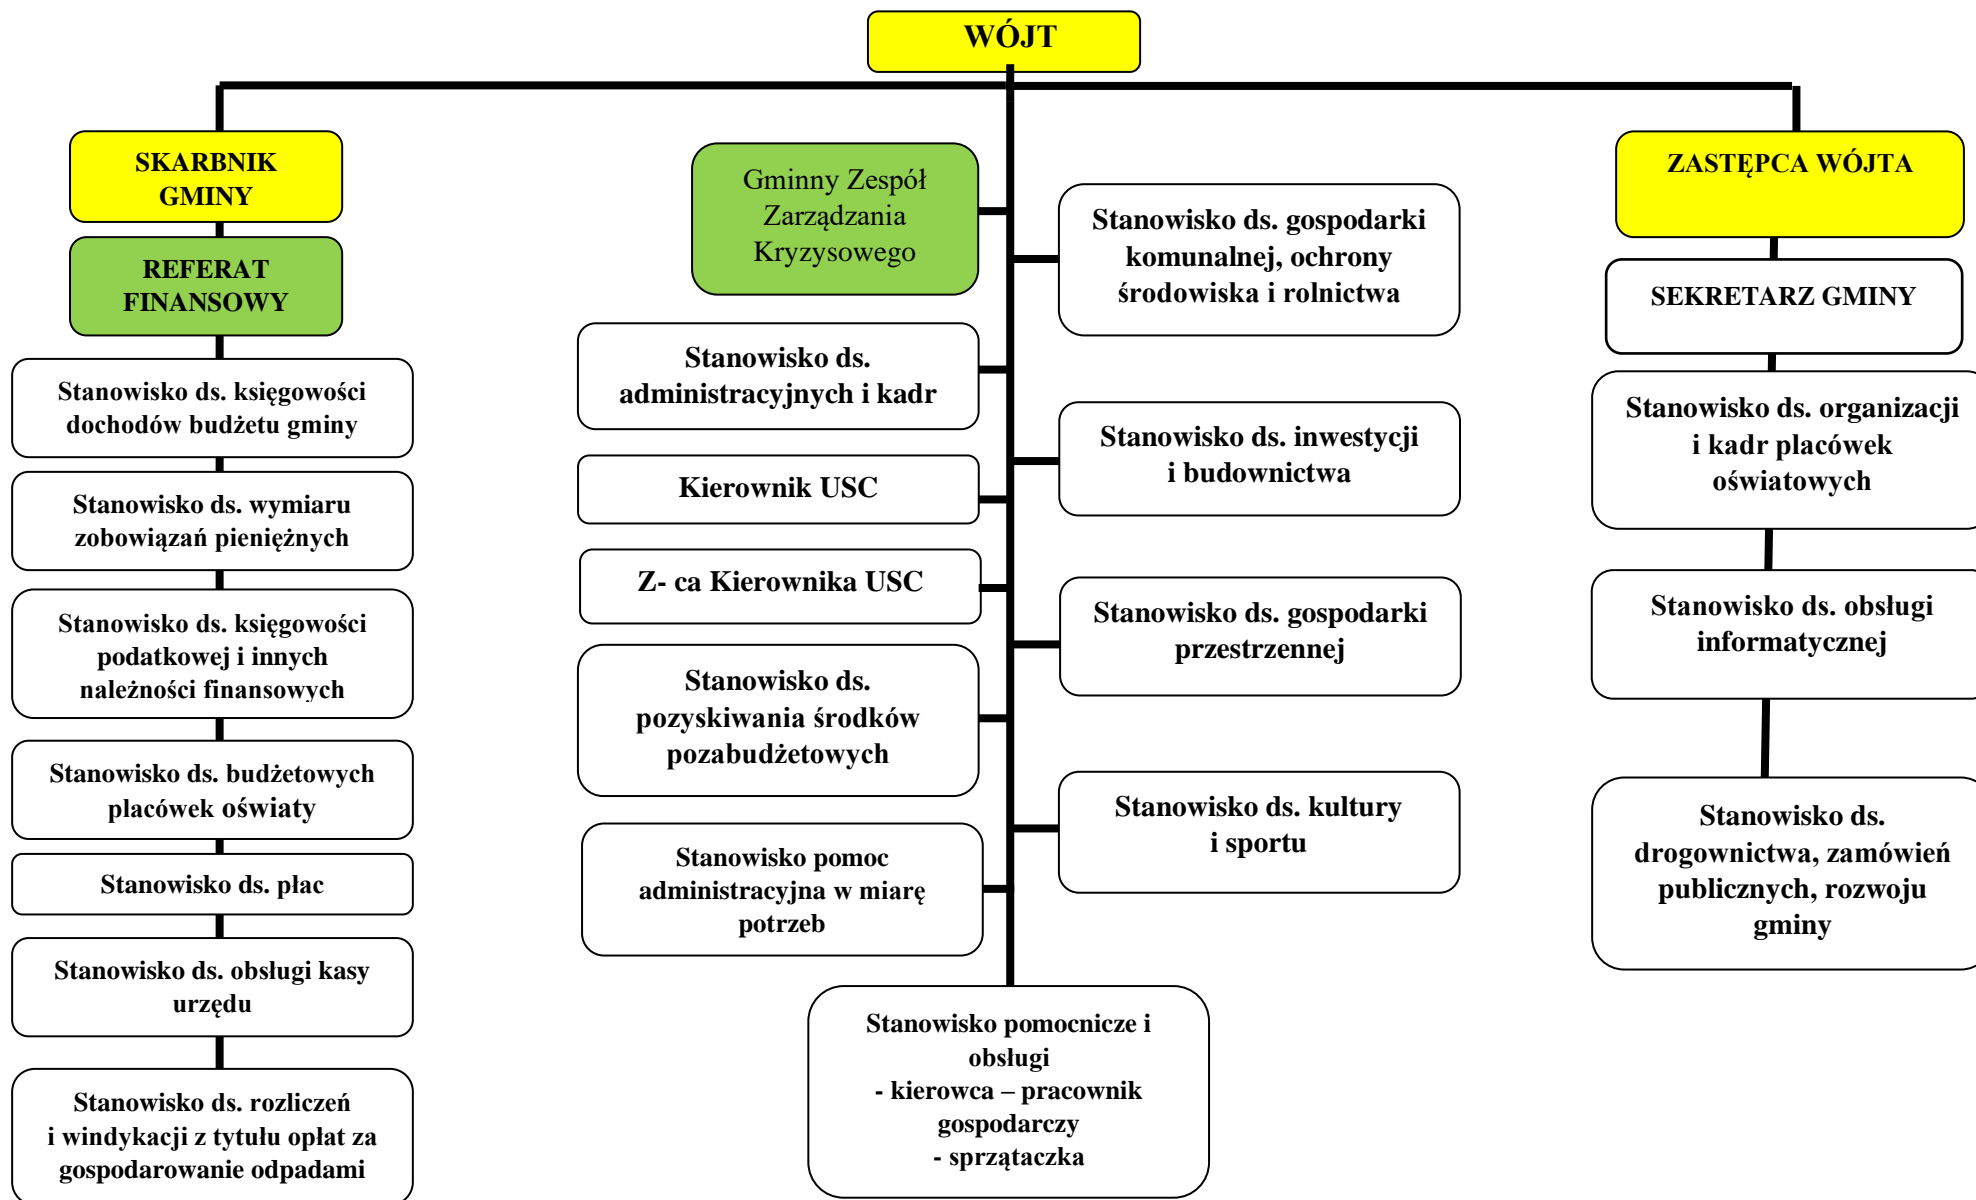 WÓJT
SKARBNIK
GMINY
REFERAT
FINANSOWY
Stanowisko ds. księgowości
dochodów budżetu gminy
Stanowisko ds. wymiaru
zobowiązań pieniężnych
Stanowisko ds. księgowości
podatkowej i innych
należności finansowych
Stanowisko ds. budżetowych
placówek oświaty
Stanowisko ds. płac
Stanowisko ds. obsługi kasy
urzędu
Stanowisko ds. rozliczeń
i windykacji z tytułu opłat za
gospodarowanie odpadami
Gminny Zespół
Zarządzania
Kryzysowego
Stanowisko ds.
administracyjnych i kadr
Kierownik USC
Z- ca Kierownika USC
Stanowisko ds.
pozyskiwania środków
pozabudżetowych
Stanowisko pomoc
administracyjna w miarę
potrzeb
Stanowisko pomocnicze i
obsługi
- kierowca – pracownik
gospodarczy
- sprzątaczka
Stanowisko ds. gospodarki
komunalnej, ochrony
środowiska i rolnictwa
Stanowisko ds. inwestycji
i budownictwa
Stanowisko ds. gospodarki
przestrzennej
Stanowisko ds. kultury
i sportu
ZASTĘPCA WÓJTA
SEKRETARZ GMINY
Stanowisko ds. organizacji
i kadr placówek
oświatowych
Stanowisko ds. obsługi
informatycznej
Stanowisko ds.
drogownictwa, zamówień
publicznych, rozwoju
gminy